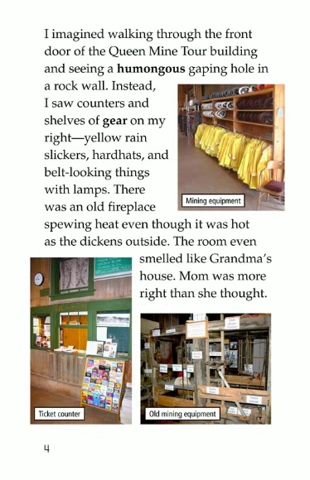 I imagined walking through the front
door of the Queen Mine Tour building
and seeing a humongous gaping hole in
a rock wall. Instead,
I saw counters and
shelves of gear on my
right—yellow rain
slickers, hardhats, and
belt-looking things
with lamps. There
was an old fireplace
spewing heat even though it was hot
as the dickens outside. The room even
smelled like Grandma's
house. Mom was more
right than she thought.
Mining equipment
Ticket counter
Old mining equipment
4